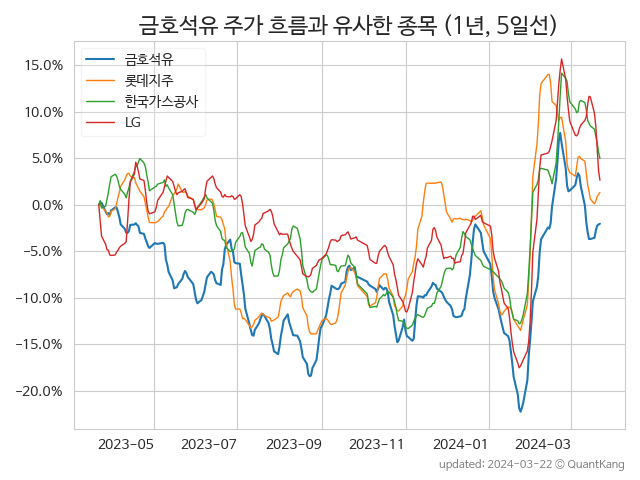 금호석유 주가 흐름과 유사한 종목 (1년, 5일선)
금호석유
롯데지주
한국가스공사
LG
15.0%
10.0%
5.0%
0.0%
-5.0%
-10.0%
-15.0%
-20.0%
2023-05 2023-07 2023-09 2023-11 2024-01 2024-03
updated: 2024-03-22 © QuantKang